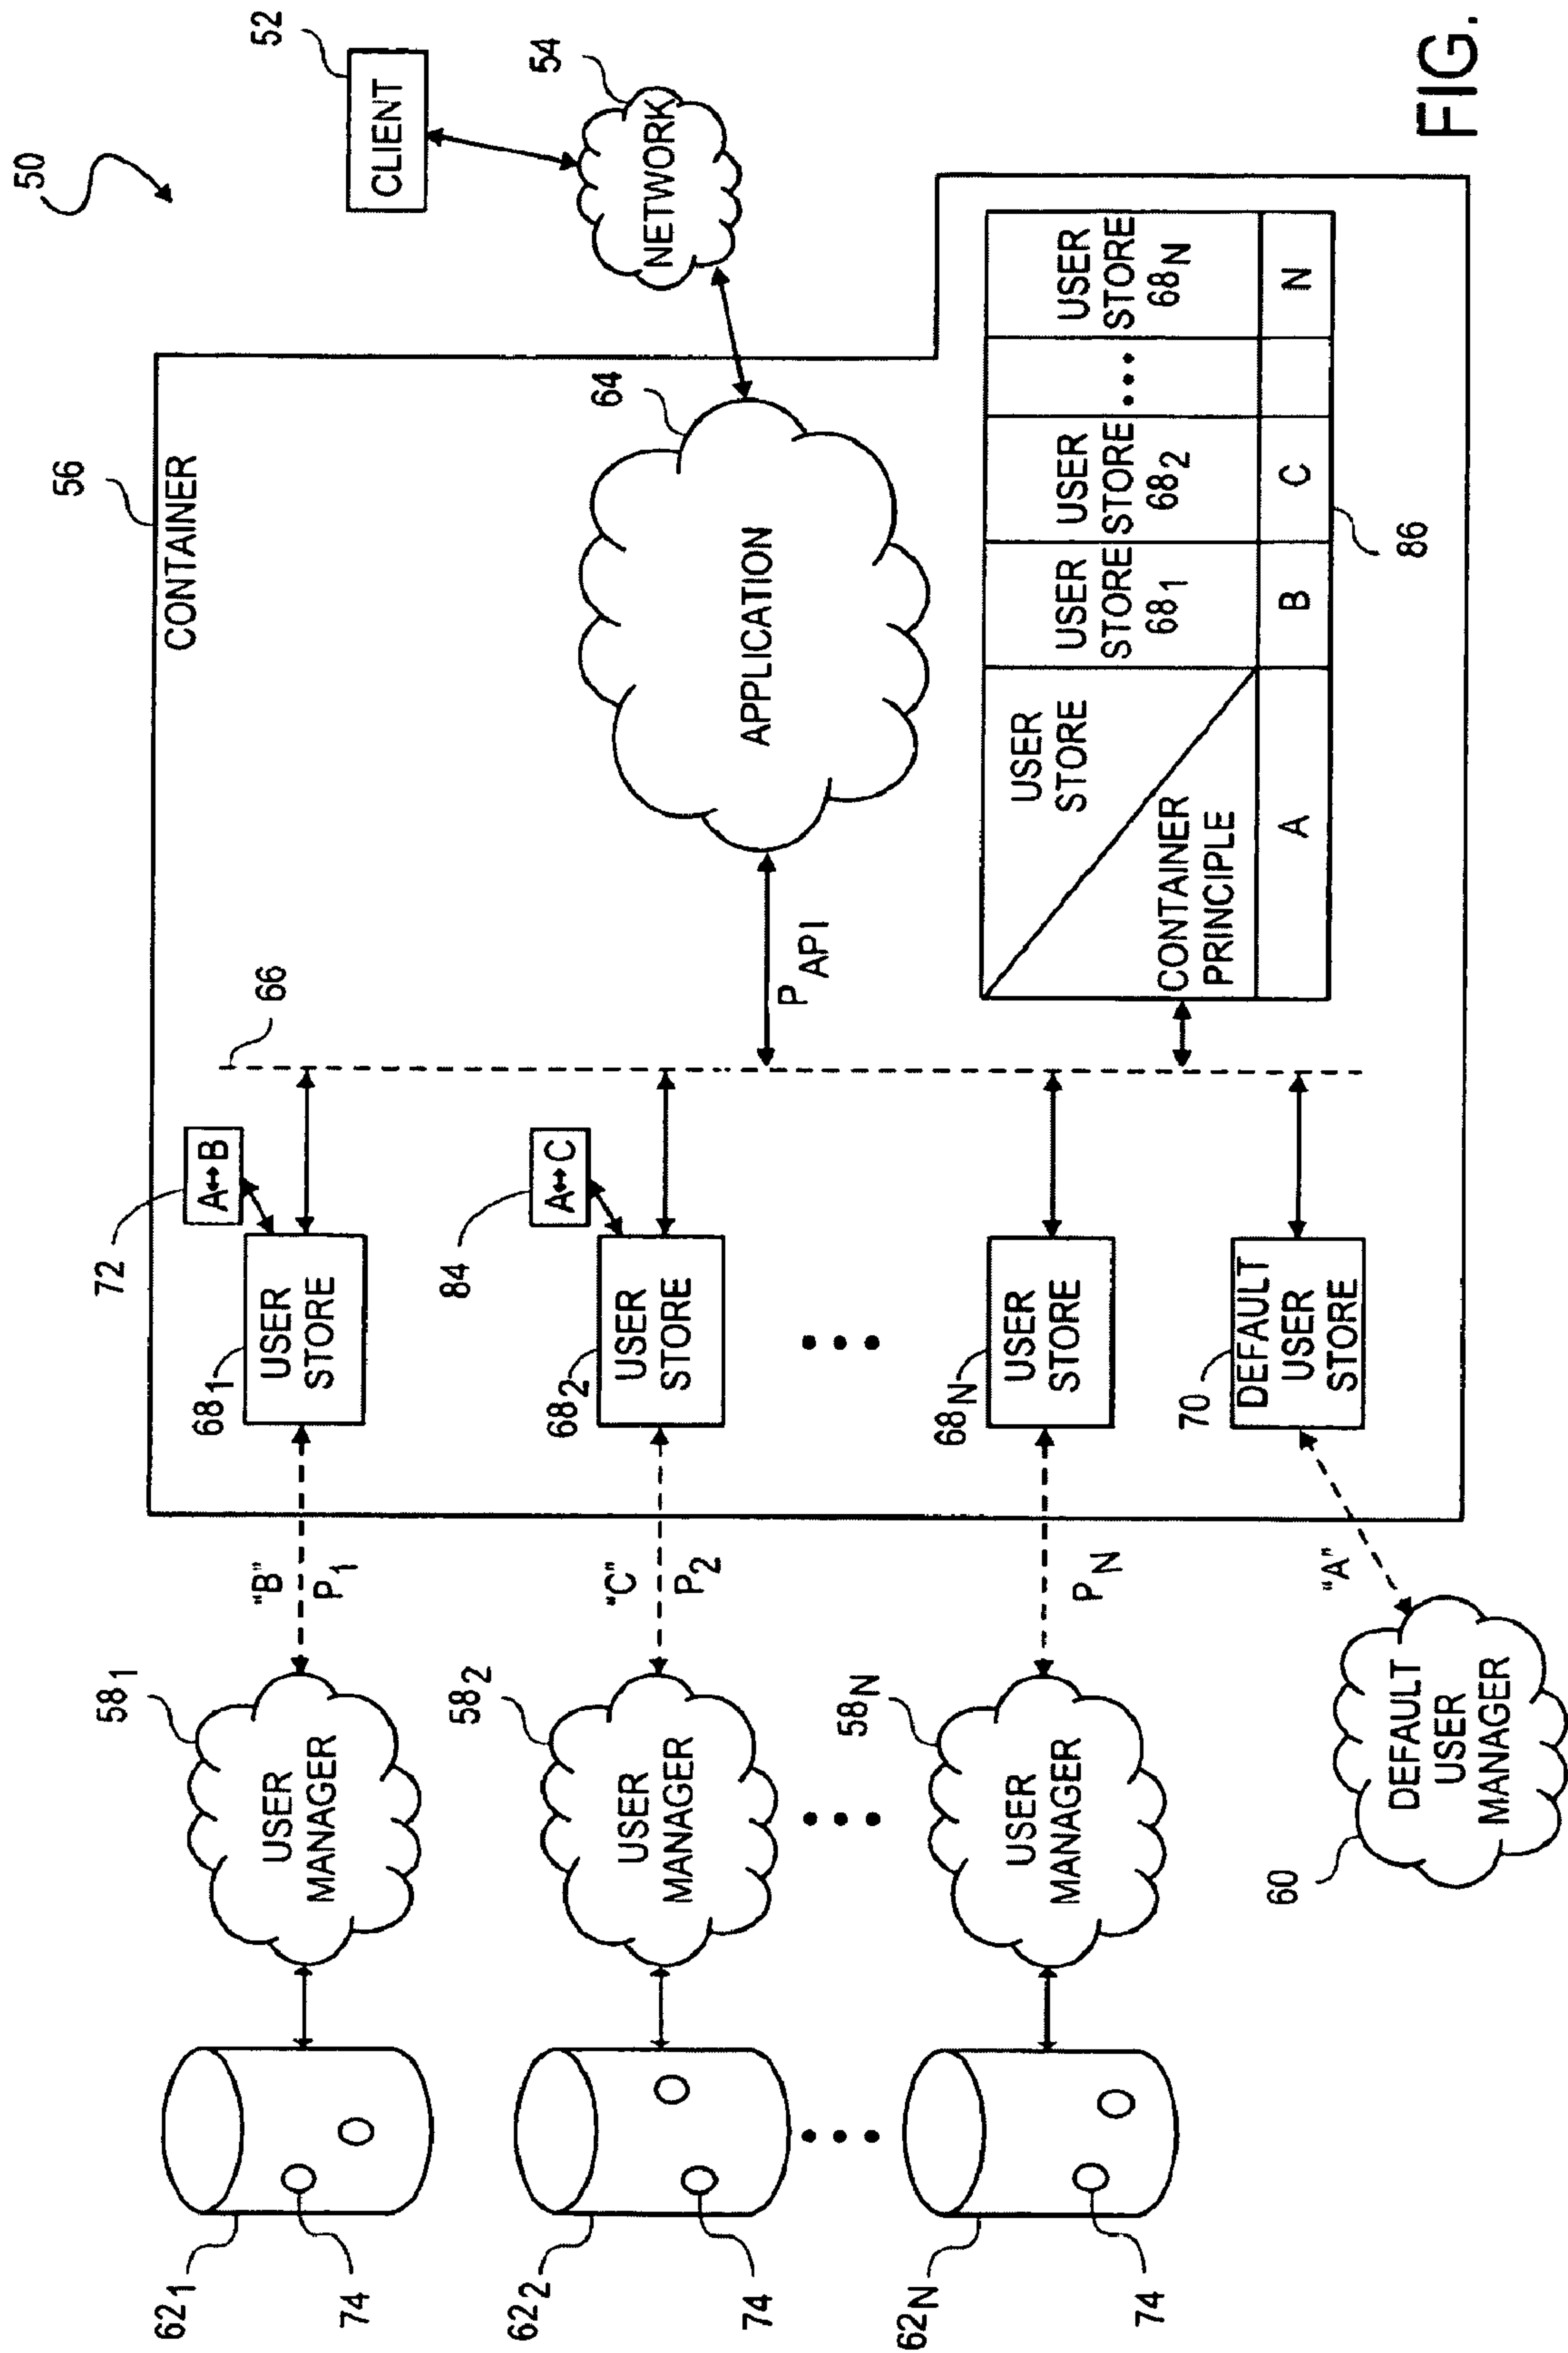 50
52
CLIENT
54
NETWORK
56
CONTAINER
64
APPLICATION
66
P API
72
A↔B
68₁
USER
STORE
84
A↔C
68₂
USER
STORE
68N
USER
STORE
70
DEFAULT
USER
STORE
USER
STORE
CONTAINER
PRINCIPLE
USER
STORE
68₁
USER
STORE
68₂
...
USER
STORE
68N
A
B
C
N
86
"B"
P₁
"C"
P₂
PN
"A"
58₁
USER
MANAGER
58₂
USER
MANAGER
58N
USER
MANAGER
60
DEFAULT
USER
MANAGER
62₁
74
62₂
74
62N
74
FIG.